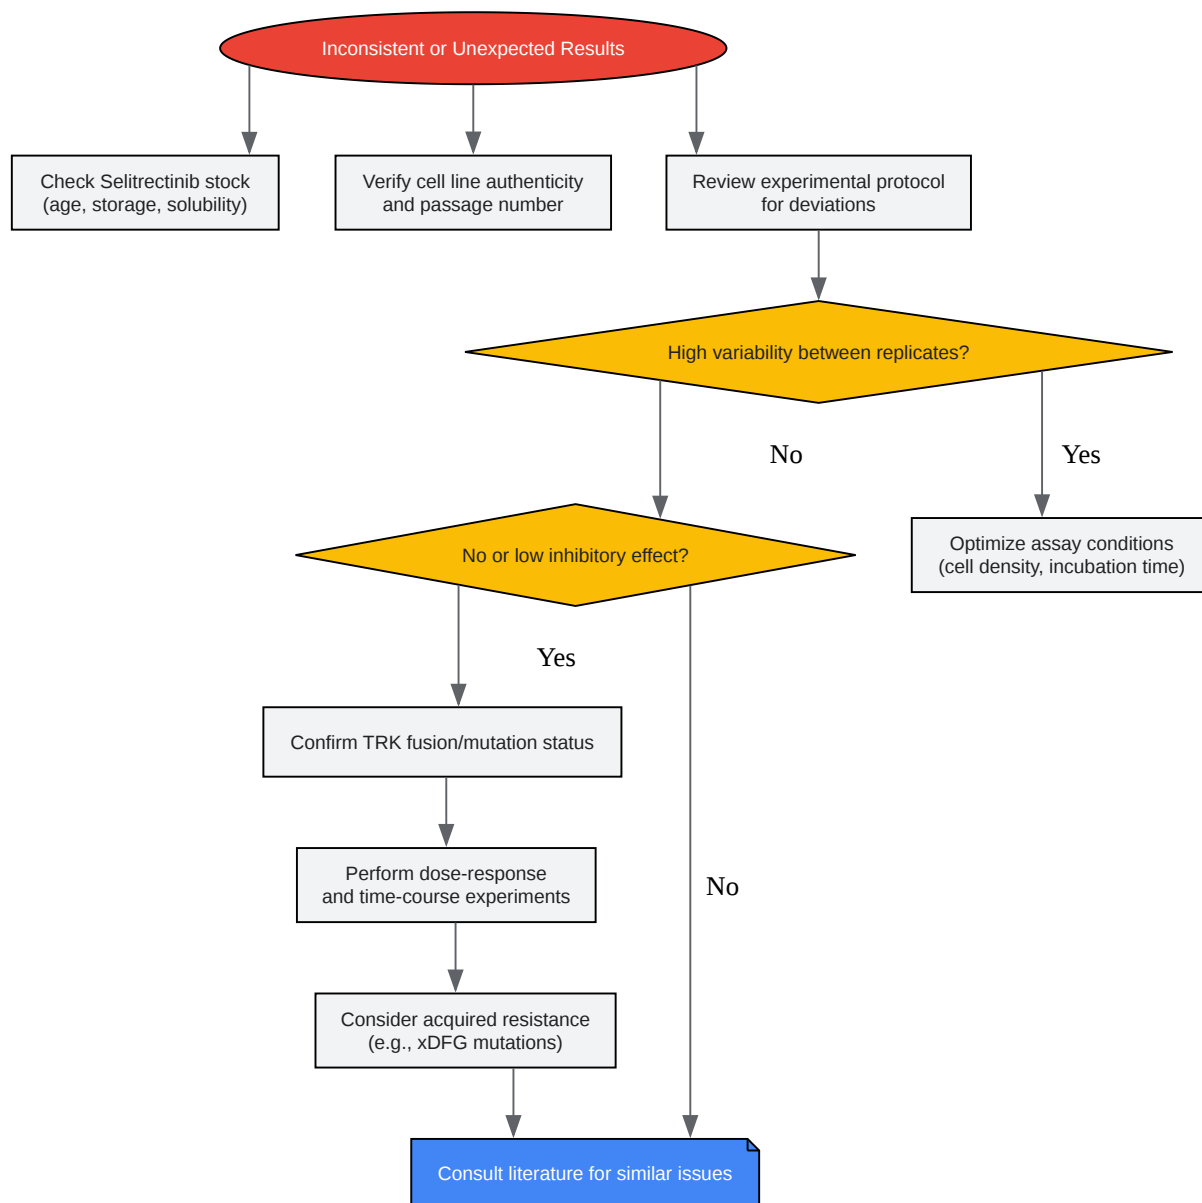 Inconsistent or Unexpected Results
Check Selitrectinib stock
(age, storage, solubility)
Verify cell line authenticity
and passage number
Review experimental protocol
for deviations
High variability between replicates?
No
Yes
No or low inhibitory effect?
Optimize assay conditions
(cell density, incubation time)
Yes
Confirm TRK fusion/mutation status
Perform dose-response
and time-course experiments
No
Consider acquired resistance
(e.g., xDFG mutations)
Consult literature for similar issues